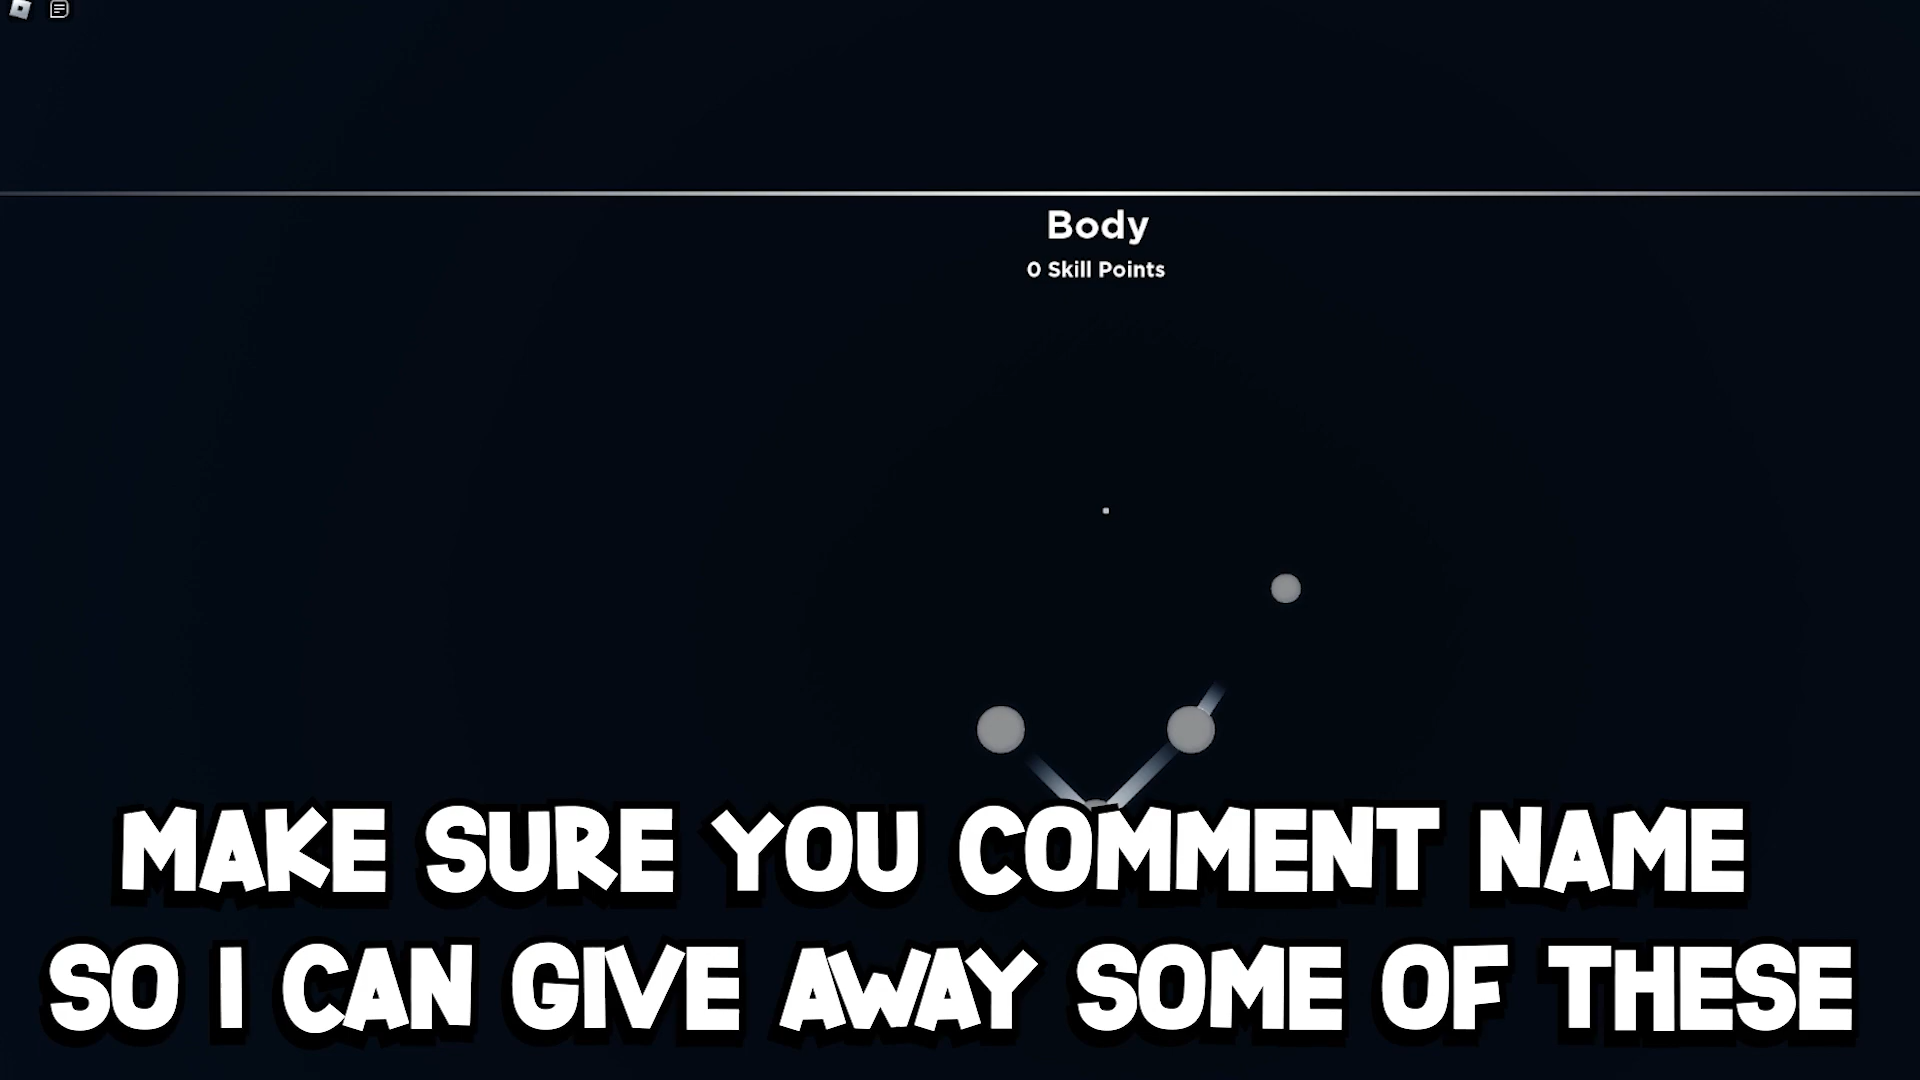 Body
0 Skill Points
MAKE SURE YOU COMMENT NAME
SO I CAN GIVE AWAY SOME OF THESE